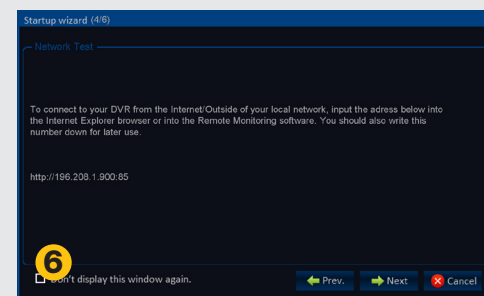 Startup wizard (4/6)
Network Test
To connect to your DVR from the Internet/Outside of your local network, input the adress below into
the Internet Explorer browser or into the Remote Monitoring software. You should also write this
number down for later use.
http://196.208.1.900:85
6
Don't display this window again.
Prev.
Next
Cancel